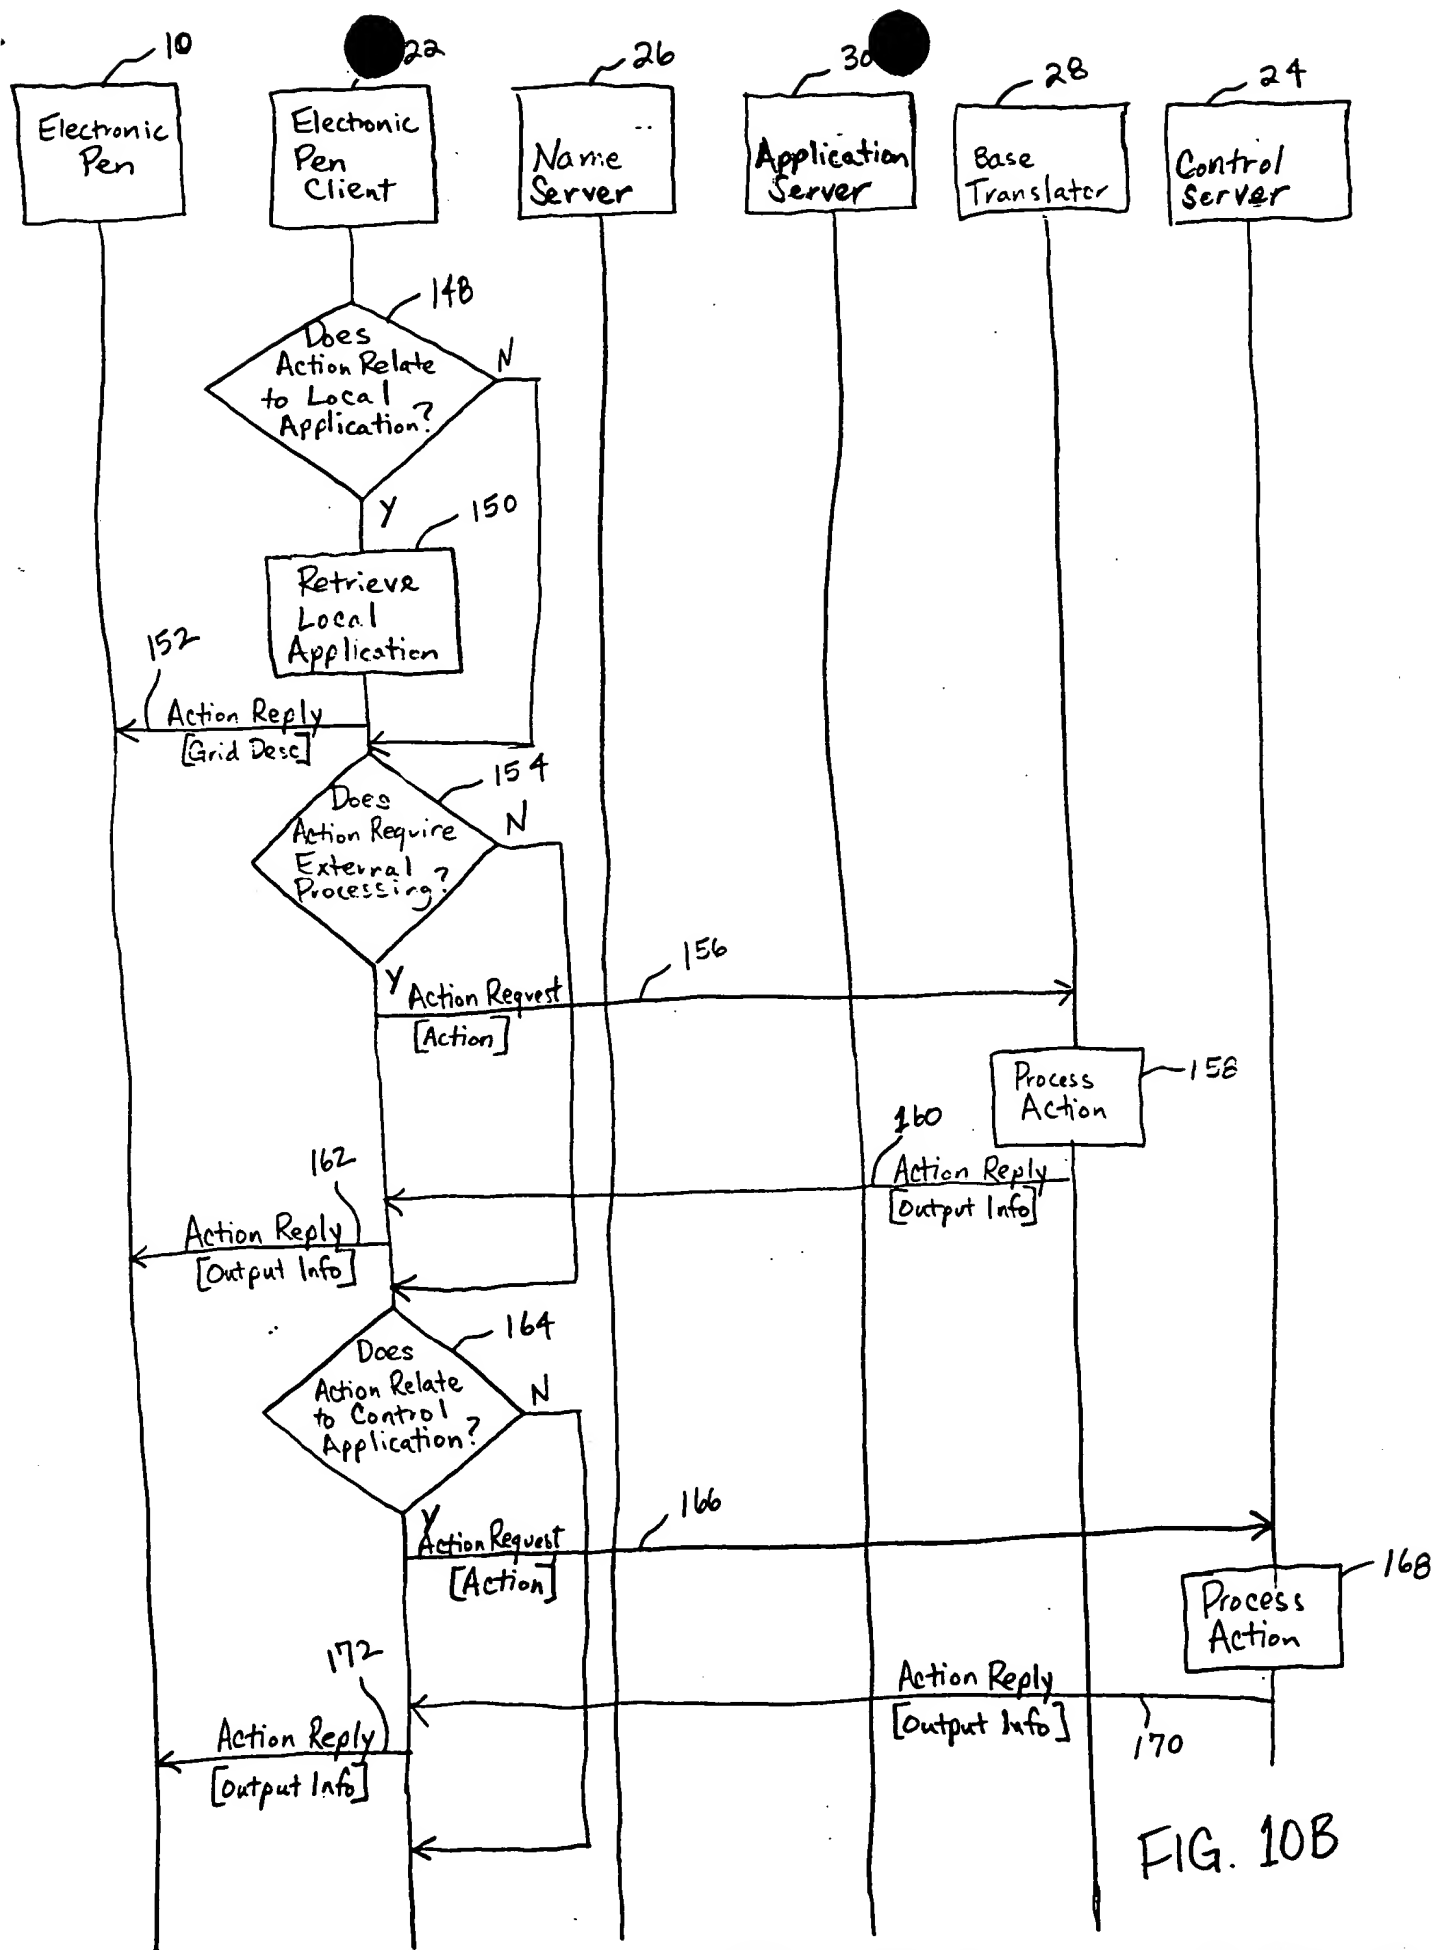 10
22
26
30
28
24
Electronic
Pen
Electronic
Pen
Client
Name
Server
Application
Server
Base
Translator
Control
Server
148
Does
Action Relate
to Local
Application?
N
Y
150
Retrieve
Local
Application
152
Action Reply
[Grid Desc]
154
Does
Action Require
External
Processing?
N
Y
156
Action Request
[Action]
Process
Action
158
160
Action Reply
[Output Info]
162
Action Reply
[Output Info]
164
Does
Action Relate
to Control
Application?
N
Y
166
Action Request
[Action]
168
Process
Action
Action Reply
[Output Info]
170
172
Action Reply
[Output Info]
FIG. 10B